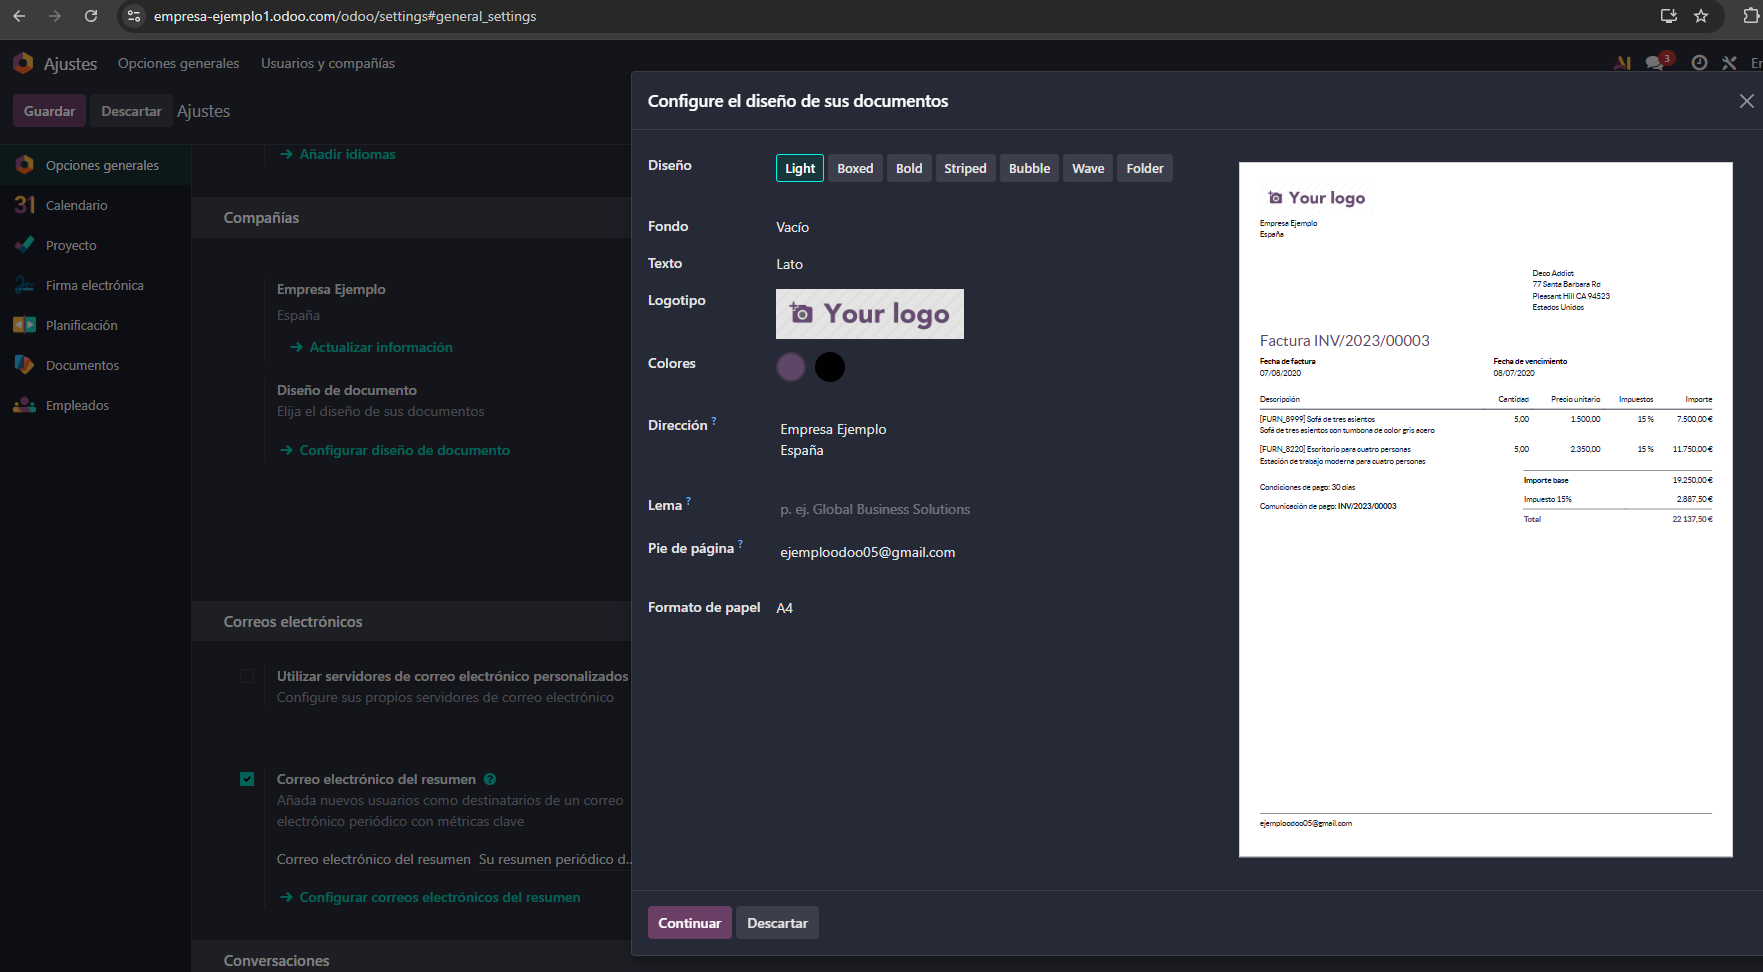 empresa-ejemplo1.odoo.com/odoo/settings#general_settings
Ajustes
Opciones generales
Usuarios y compañías
3
Guardar
Descartar
Ajustes
Opciones generales
Calendario
31
Proyecto
Firma electrónica
Planificación
Documentos
Empleados
Añadir idiomas
Compañías
Empresa Ejemplo
España
Actualizar información
Diseño de documento
Elija el diseño de sus documentos
Configurar diseño de documento
Correos electrónicos
Utilizar servidores de correo electrónico personalizados
Configure sus propios servidores de correo electrónico
Correo electrónico del resumen ?
Añada nuevos usuarios como destinatarios de un correo
electrónico periódico con métricas clave
Correo electrónico del resumen Su resumen periódico d...
Configurar correos electrónicos del resumen
Conversaciones
Configure el diseño de sus documentos
Diseño
Light Boxed Bold Striped Bubble Wave Folder
Fondo Vacío
Texto Lato
Logotipo Your logo
Colores
Dirección ? Empresa Ejemplo
España
Lema ? p. ej. Global Business Solutions
Pie de página ? ejemploodoo05@gmail.com
Formato de papel A4
Continuar Descartar
Your logo
Empresa Ejemplo
España
Deco Addict
77 Santa Barbara Rd
Pleasant Hill CA 94523
Estados Unidos
Factura INV/2023/00003
Fecha de factura Fecha de vencimiento
07/08/2020 08/07/2020
Descripción Cantidad Precio unitario Impuestos Importe
[FURN_8999] Sofá de tres asientos 5,00 1.500,00 15 % 7.500,00 €
Sofá de tres asientos con tumbona de color gris acero
[FURN_8220] Escritorio para cuatro personas 5,00 2.350,00 15 % 11.750,00 €
Estación de trabajo moderna para cuatro personas
Importe base 19.250,00 €
Condiciones de pago: 30 días
Impuesto 15% 2.887,50 €
Comunicación de pago: INV/2023/00003
Total 22 137,50 €
ejemploodoo05@gmail.com